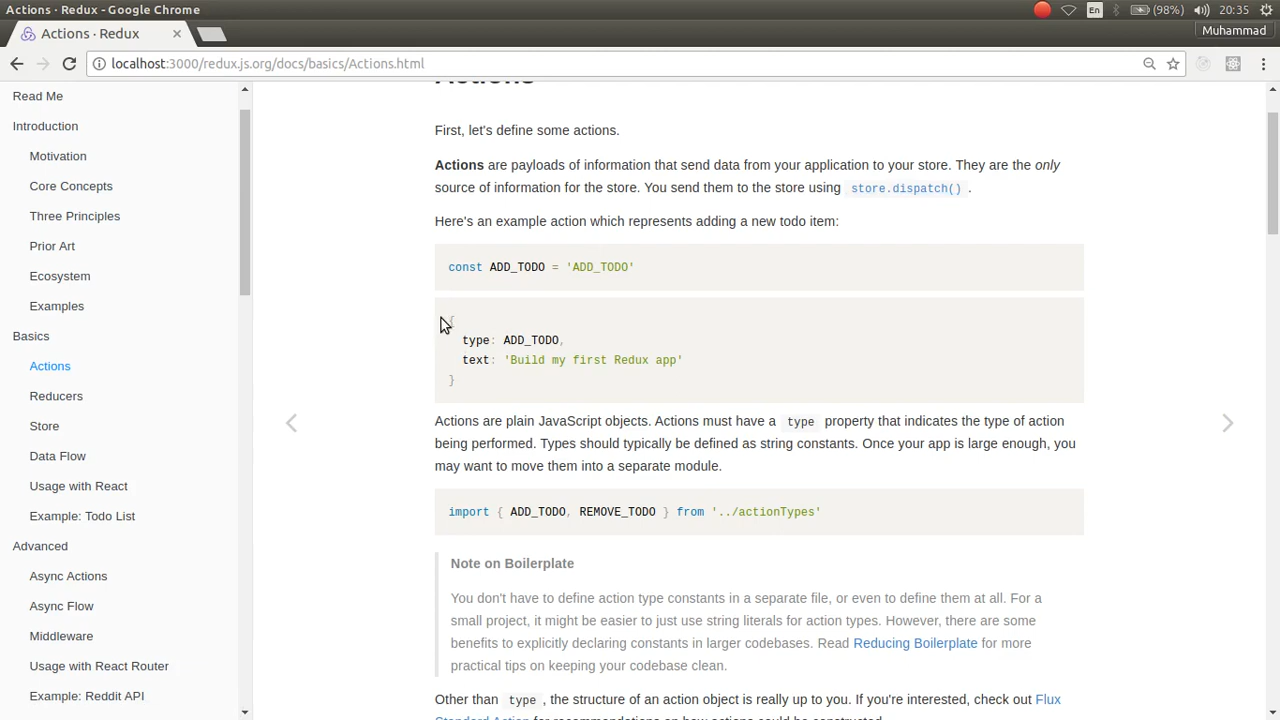 Actions · Redux - Google Chrome
En
(98%)
20:35
Actions · Redux
Muhammad
localhost:3000/redux.js.org/docs/basics/Actions.html
Read Me
Introduction
Motivation
Core Concepts
Three Principles
Prior Art
Ecosystem
Examples
Basics
Actions
Reducers
Store
Data Flow
Usage with React
Example: Todo List
Advanced
Async Actions
Async Flow
Middleware
Usage with React Router
Example: Reddit API
Actions
First, let's define some actions.
Actions are payloads of information that send data from your application to your store. They are the only
source of information for the store. You send them to the store using store.dispatch() .
Here's an example action which represents adding a new todo item:
const ADD_TODO = 'ADD_TODO'
{
type: ADD_TODO,
text: 'Build my first Redux app'
}
Actions are plain JavaScript objects. Actions must have a type property that indicates the type of action
being performed. Types should typically be defined as string constants. Once your app is large enough, you
may want to move them into a separate module.
import { ADD_TODO, REMOVE_TODO } from '../actionTypes'
Note on Boilerplate
You don't have to define action type constants in a separate file, or even to define them at all. For a
small project, it might be easier to just use string literals for action types. However, there are some
benefits to explicitly declaring constants in larger codebases. Read Reducing Boilerplate for more
practical tips on keeping your codebase clean.
Other than type , the structure of an action object is really up to you. If you're interested, check out Flux
Standard Action for recommendations on how actions could be constructed.